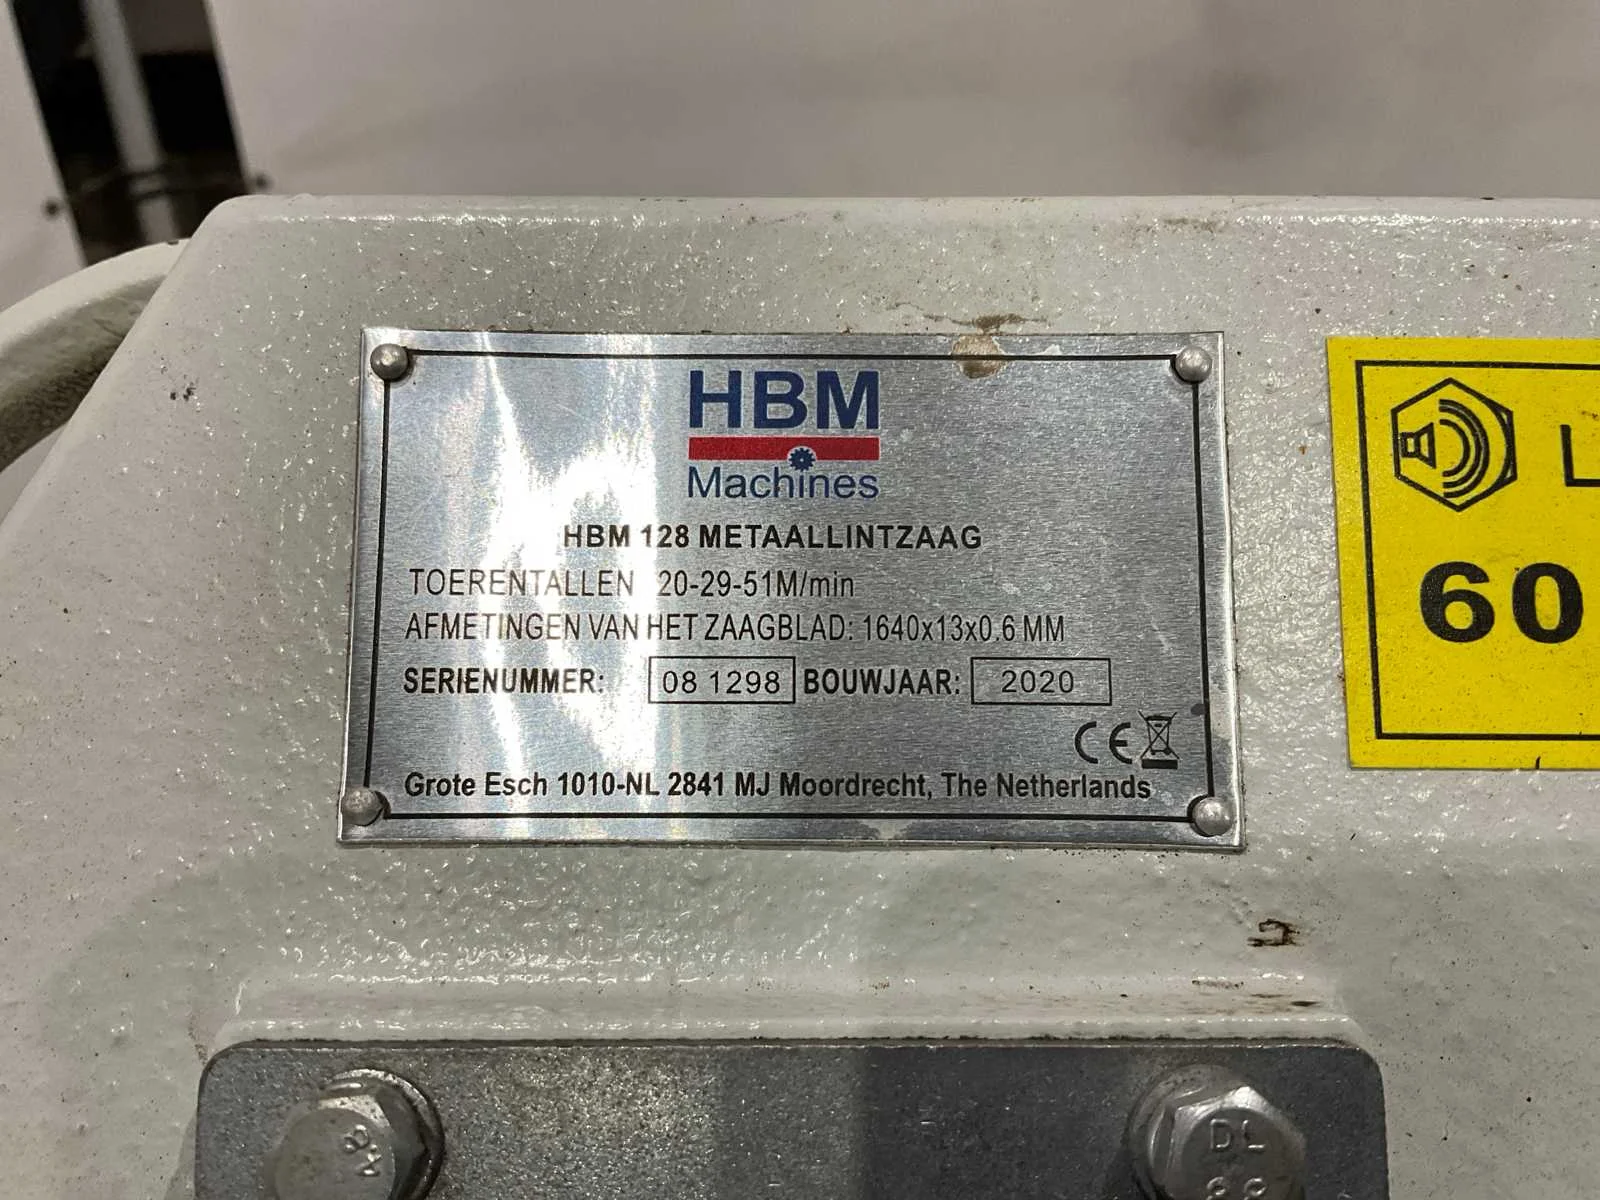 HBM
Machines
HBM 128 METAALLINTZAAG
TOERENTALLEN 20-29-51M/min
AFMETINGEN VAN HET ZAAGBLAD: 1640x13x0.6 MM
SERIENUMMER: 08 1298 BOUWJAAR: 2020
CE
Grote Esch 1010-NL 2841 MJ Moordrecht, The Netherlands
L
60
DL